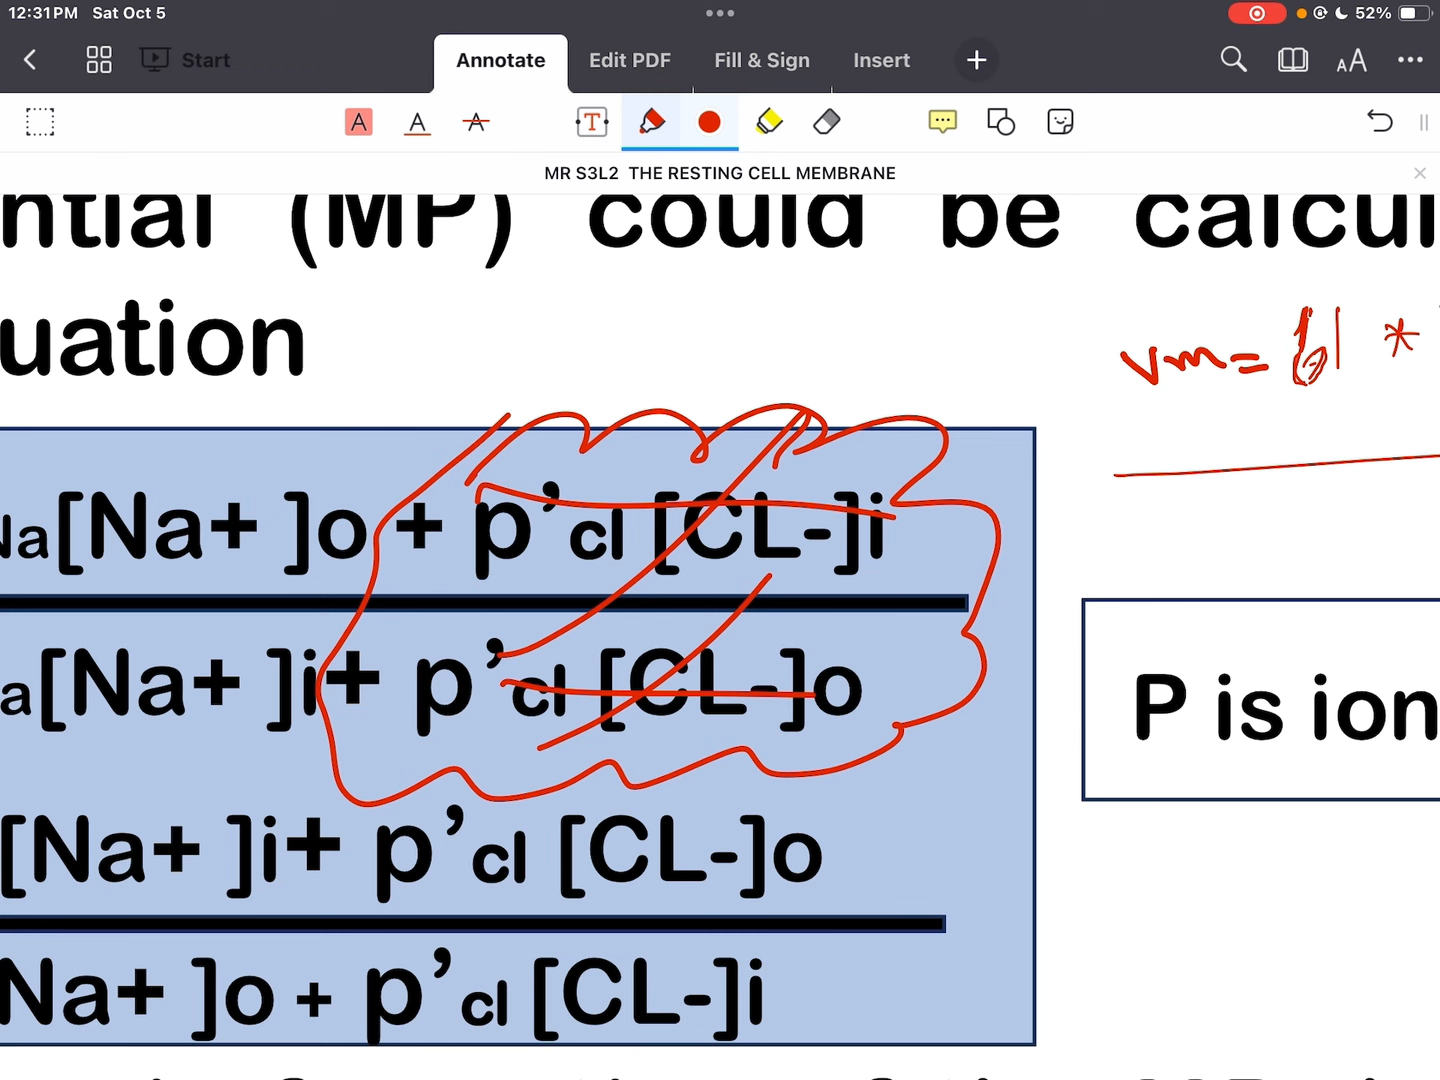 12:31 PM Sat Oct 5
52%
Start
Annotate
Edit PDF
Fill & Sign
Insert
MR S3L2 THE RESTING CELL MEMBRANE
ntial (MP) could be calcul
uation
vm= 61 *
Na[Na+ ]o + p’cl [CL-]i
a[Na+ ]i+ p’cl [CL-]o
P is ion
[Na+ ]i+ p’cl [CL-]o
Na+ ]o + p’cl [CL-]i